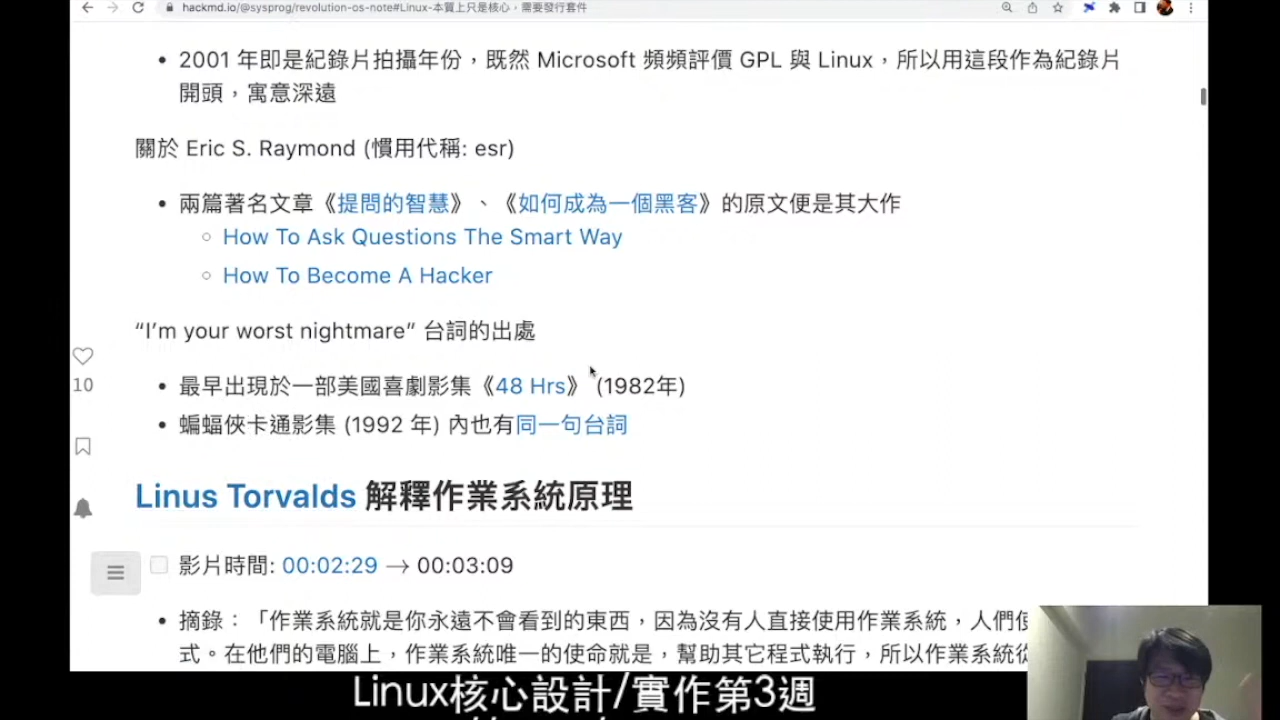 hackmd.io/@sysprog/revolution-os-note#Linux-本質上只是核心，需要發行套件
2001 年即是紀錄片拍攝年份，既然 Microsoft 頻頻評價 GPL 與 Linux，所以用這段作為紀錄片
開頭，寓意深遠
關於 Eric S. Raymond (慣用代稱: esr)
兩篇著名文章《提問的智慧》、《如何成為一個黑客》的原文便是其大作
How To Ask Questions The Smart Way
How To Become A Hacker
“I’m your worst nightmare” 台詞的出處
最早出現於一部美國喜劇影集《48 Hrs》 (1982年)
蝙蝠俠卡通影集 (1992 年) 內也有同一句台詞
10
Linus Torvalds 解釋作業系統原理
影片時間: 00:02:29 → 00:03:09
摘錄：「作業系統就是你永遠不會看到的東西，因為沒有人直接使用作業系統，人們使
式。在他們的電腦上，作業系統唯一的使命就是，幫助其它程式執行，所以作業系統從
Linux核心設計/實作第3週